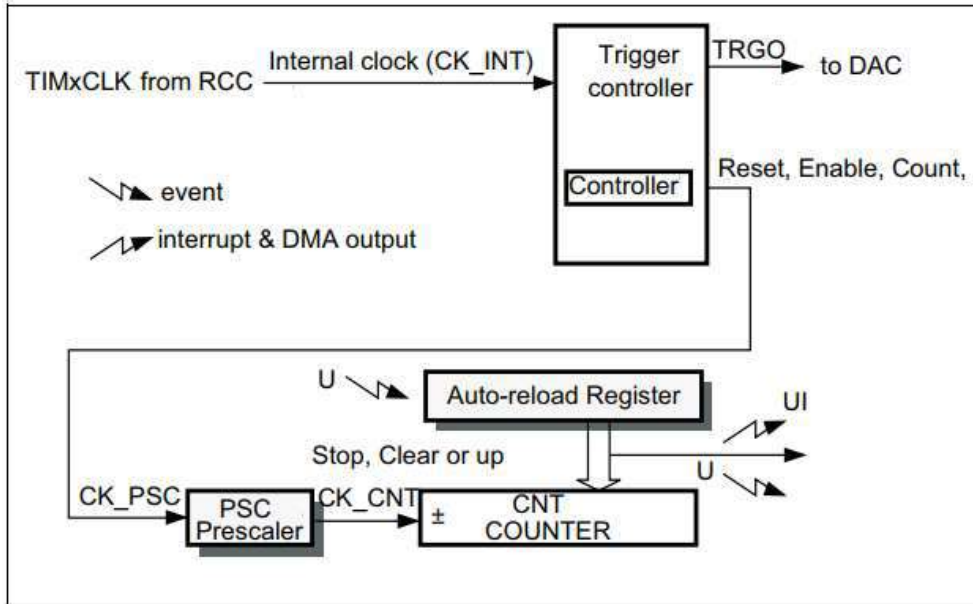 Internal clock (CK_INT)
TIMxCLK from RCC
Trigger
controller
TRGO
to DAC
Controller
Reset, Enable, Count,
event
interrupt & DMA output
U
Auto-reload Register
UI
Stop, Clear or up
U
CK_PSC
PSC
Prescaler
CK_CNT
± CNT
COUNTER